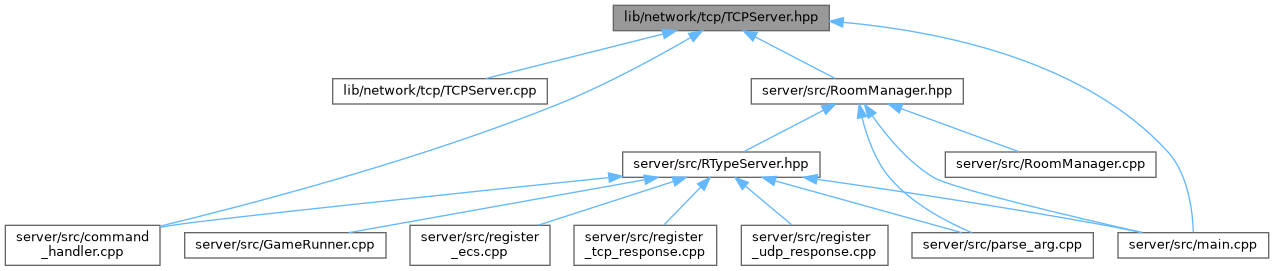 lib/network/tcp/TCPServer.hpp
lib/network/tcp/TCPServer.cpp
server/src/RoomManager.hpp
server/src/RTypeServer.hpp
server/src/RoomManager.cpp
server/src/command
_handler.cpp
server/src/GameRunner.cpp
server/src/register
_ecs.cpp
server/src/register
_tcp_response.cpp
server/src/register
_udp_response.cpp
server/src/parse_arg.cpp
server/src/main.cpp